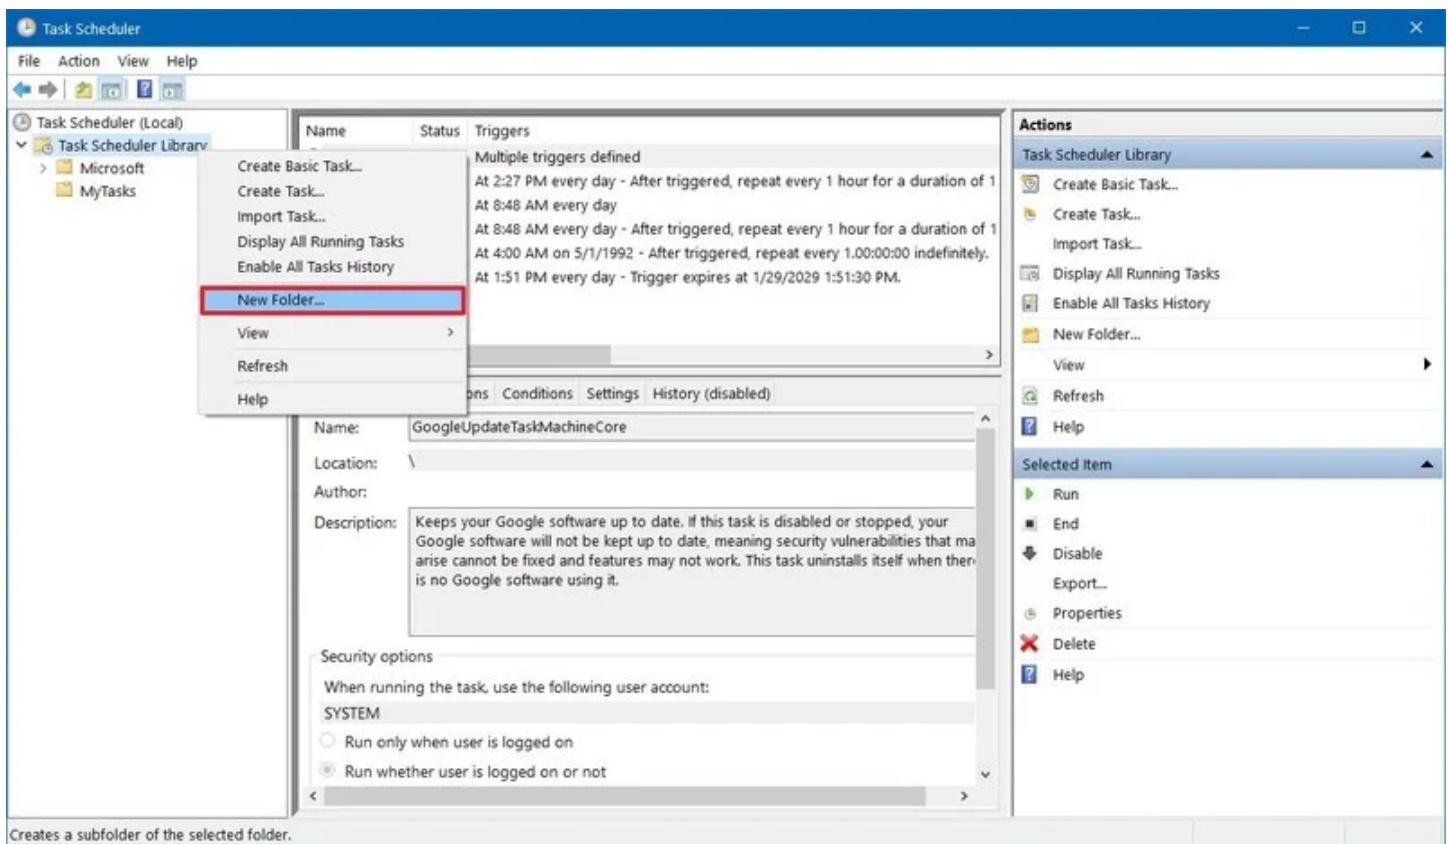 Task Scheduler
File Action View Help
Task Scheduler (Local)
Task Scheduler Library
Microsoft
MyTasks
Create Basic Task...
Create Task...
Import Task...
Display All Running Tasks
Enable All Tasks History
New Folder...
View
Refresh
Help
Name Status Triggers
Multiple triggers defined
At 2:27 PM every day - After triggered, repeat every 1 hour for a duration of 1
At 8:48 AM every day
At 8:48 AM every day - After triggered, repeat every 1 hour for a duration of 1
At 4:00 AM on 5/1/1992 - After triggered, repeat every 1.00:00:00 indefinitely.
At 1:51 PM every day - Trigger expires at 1/29/2029 1:51:30 PM.
ons Conditions Settings History (disabled)
Name: GoogleUpdateTaskMachineCore
Location: \
Author:
Description: Keeps your Google software up to date. If this task is disabled or stopped, your
Google software will not be kept up to date, meaning security vulnerabilities that ma
arise cannot be fixed and features may not work. This task uninstalls itself when ther
is no Google software using it.
Security options
When running the task, use the following user account:
SYSTEM
Run only when user is logged on
Run whether user is logged on or not
Actions
Task Scheduler Library
Create Basic Task...
Create Task...
Import Task...
Display All Running Tasks
Enable All Tasks History
New Folder...
View
Refresh
Help
Selected Item
Run
End
Disable
Export...
Properties
Delete
Help
Creates a subfolder of the selected folder.